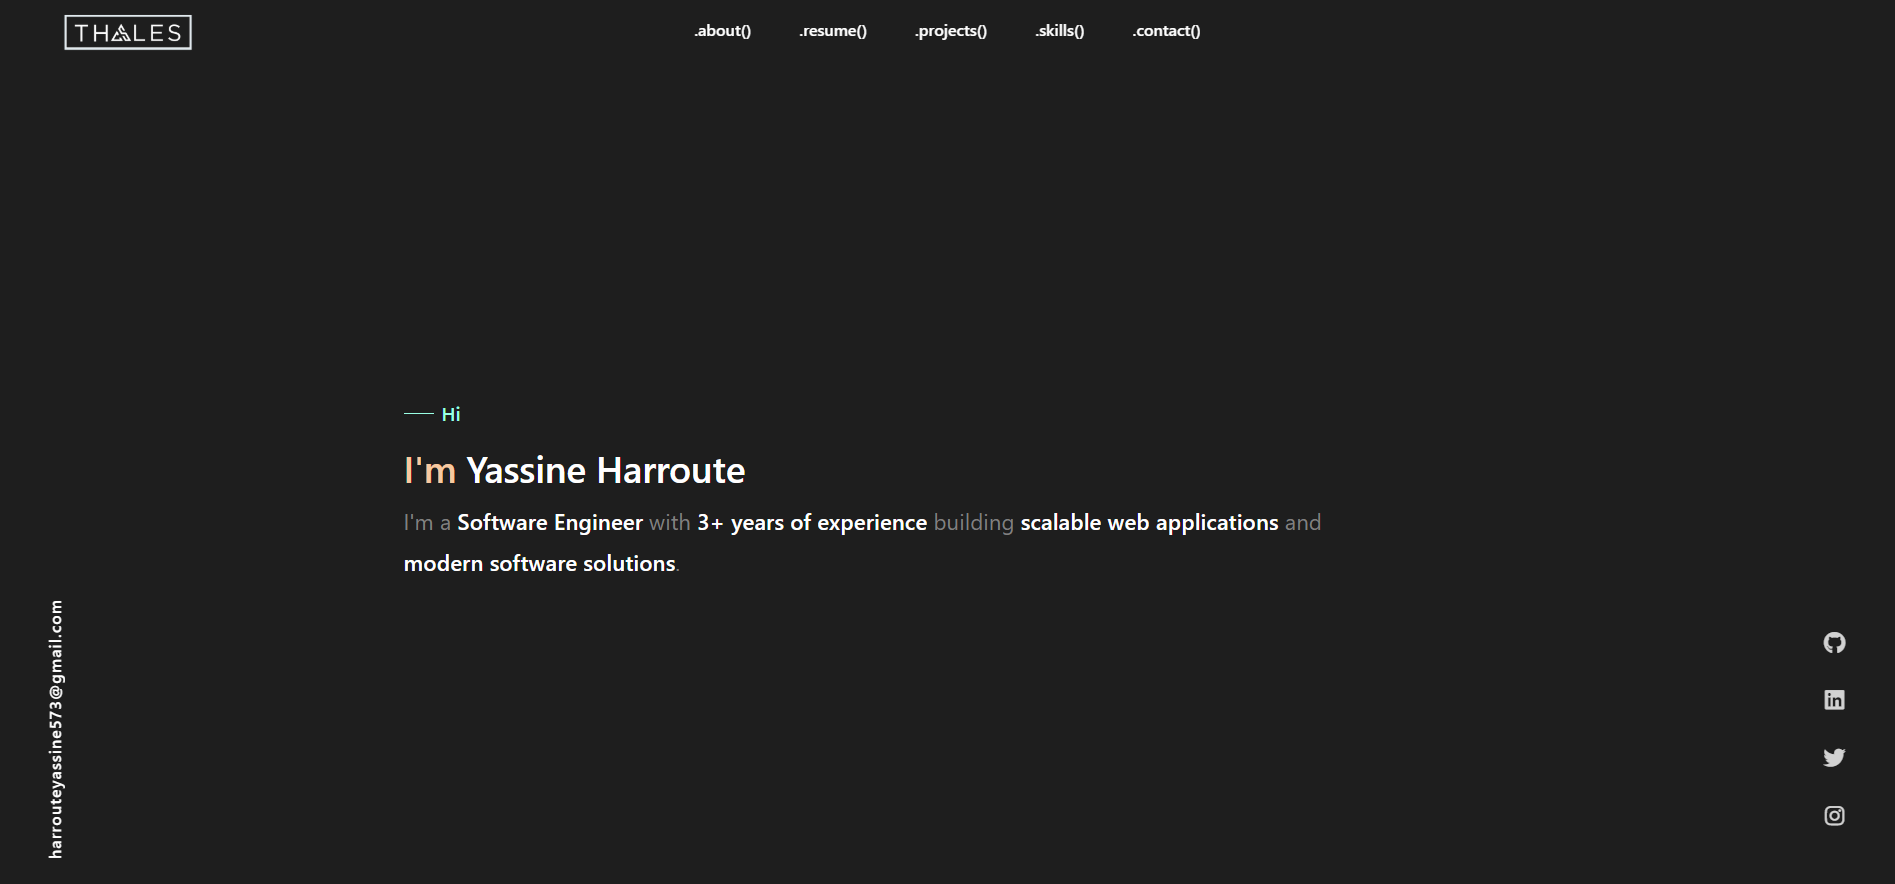 THALES
.about() .resume() .projects() .skills() .contact()
Hi
I'm Yassine Harroute
I'm a Software Engineer with 3+ years of experience building scalable web applications and
modern software solutions.
harrouteyassine573@gmail.com